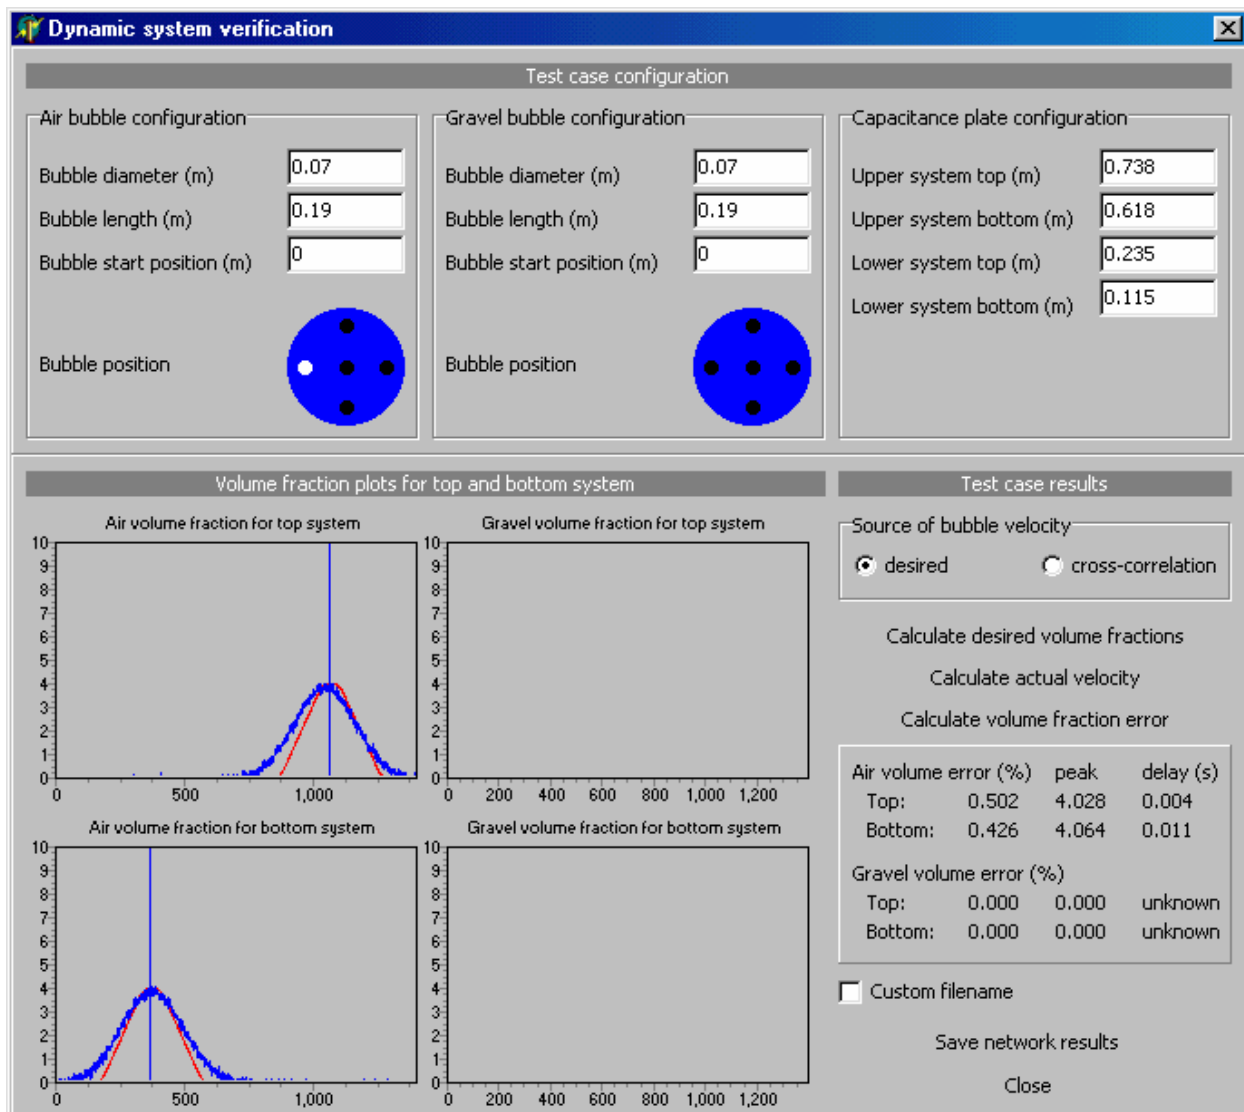 Dynamic system verification
Test case configuration
Air bubble configuration
Bubble diameter (m) 0.07
Bubble length (m) 0.19
Bubble start position (m) 0
Bubble position
Gravel bubble configuration
Bubble diameter (m) 0.07
Bubble length (m) 0.19
Bubble start position (m) 0
Bubble position
Capacitance plate configuration
Upper system top (m) 0.738
Upper system bottom (m) 0.618
Lower system top (m) 0.235
Lower system bottom (m) 0.115
Volume fraction plots for top and bottom system
Air volume fraction for top system
10
9
8
7
6
5
4
3
2
1
0
0 500 1,000
Gravel volume fraction for top system
10
9
8
7
6
5
4
3
2
1
0
0 200 400 600 800 1,000 1,200
Air volume fraction for bottom system
10
9
8
7
6
5
4
3
2
1
0
0 500 1,000
Gravel volume fraction for bottom system
10
9
8
7
6
5
4
3
2
1
0
0 200 400 600 800 1,000 1,200
Test case results
Source of bubble velocity
desired cross-correlation
Calculate desired volume fractions
Calculate actual velocity
Calculate volume fraction error
Air volume error (%) peak delay (s)
Top: 0.502 4.028 0.004
Bottom: 0.426 4.064 0.011
Gravel volume error (%)
Top: 0.000 0.000 unknown
Bottom: 0.000 0.000 unknown
Custom filename
Save network results
Close